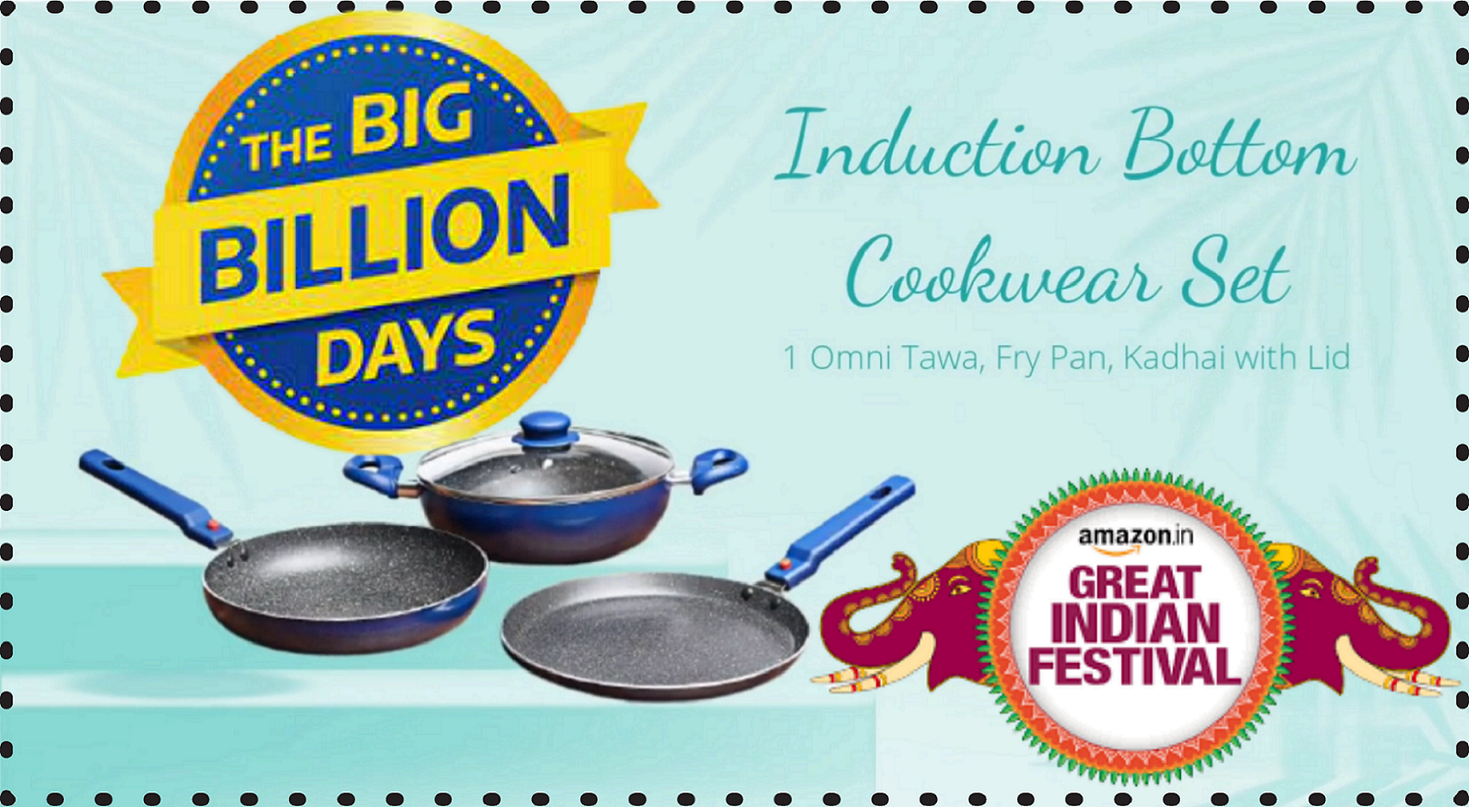 THE BIG
BILLION
DAYS
Induction Bottom
Cookwear Set
1 Omni Tawa, Fry Pan, Kadhai with Lid
amazon.in
GREAT
INDIAN
FESTIVAL